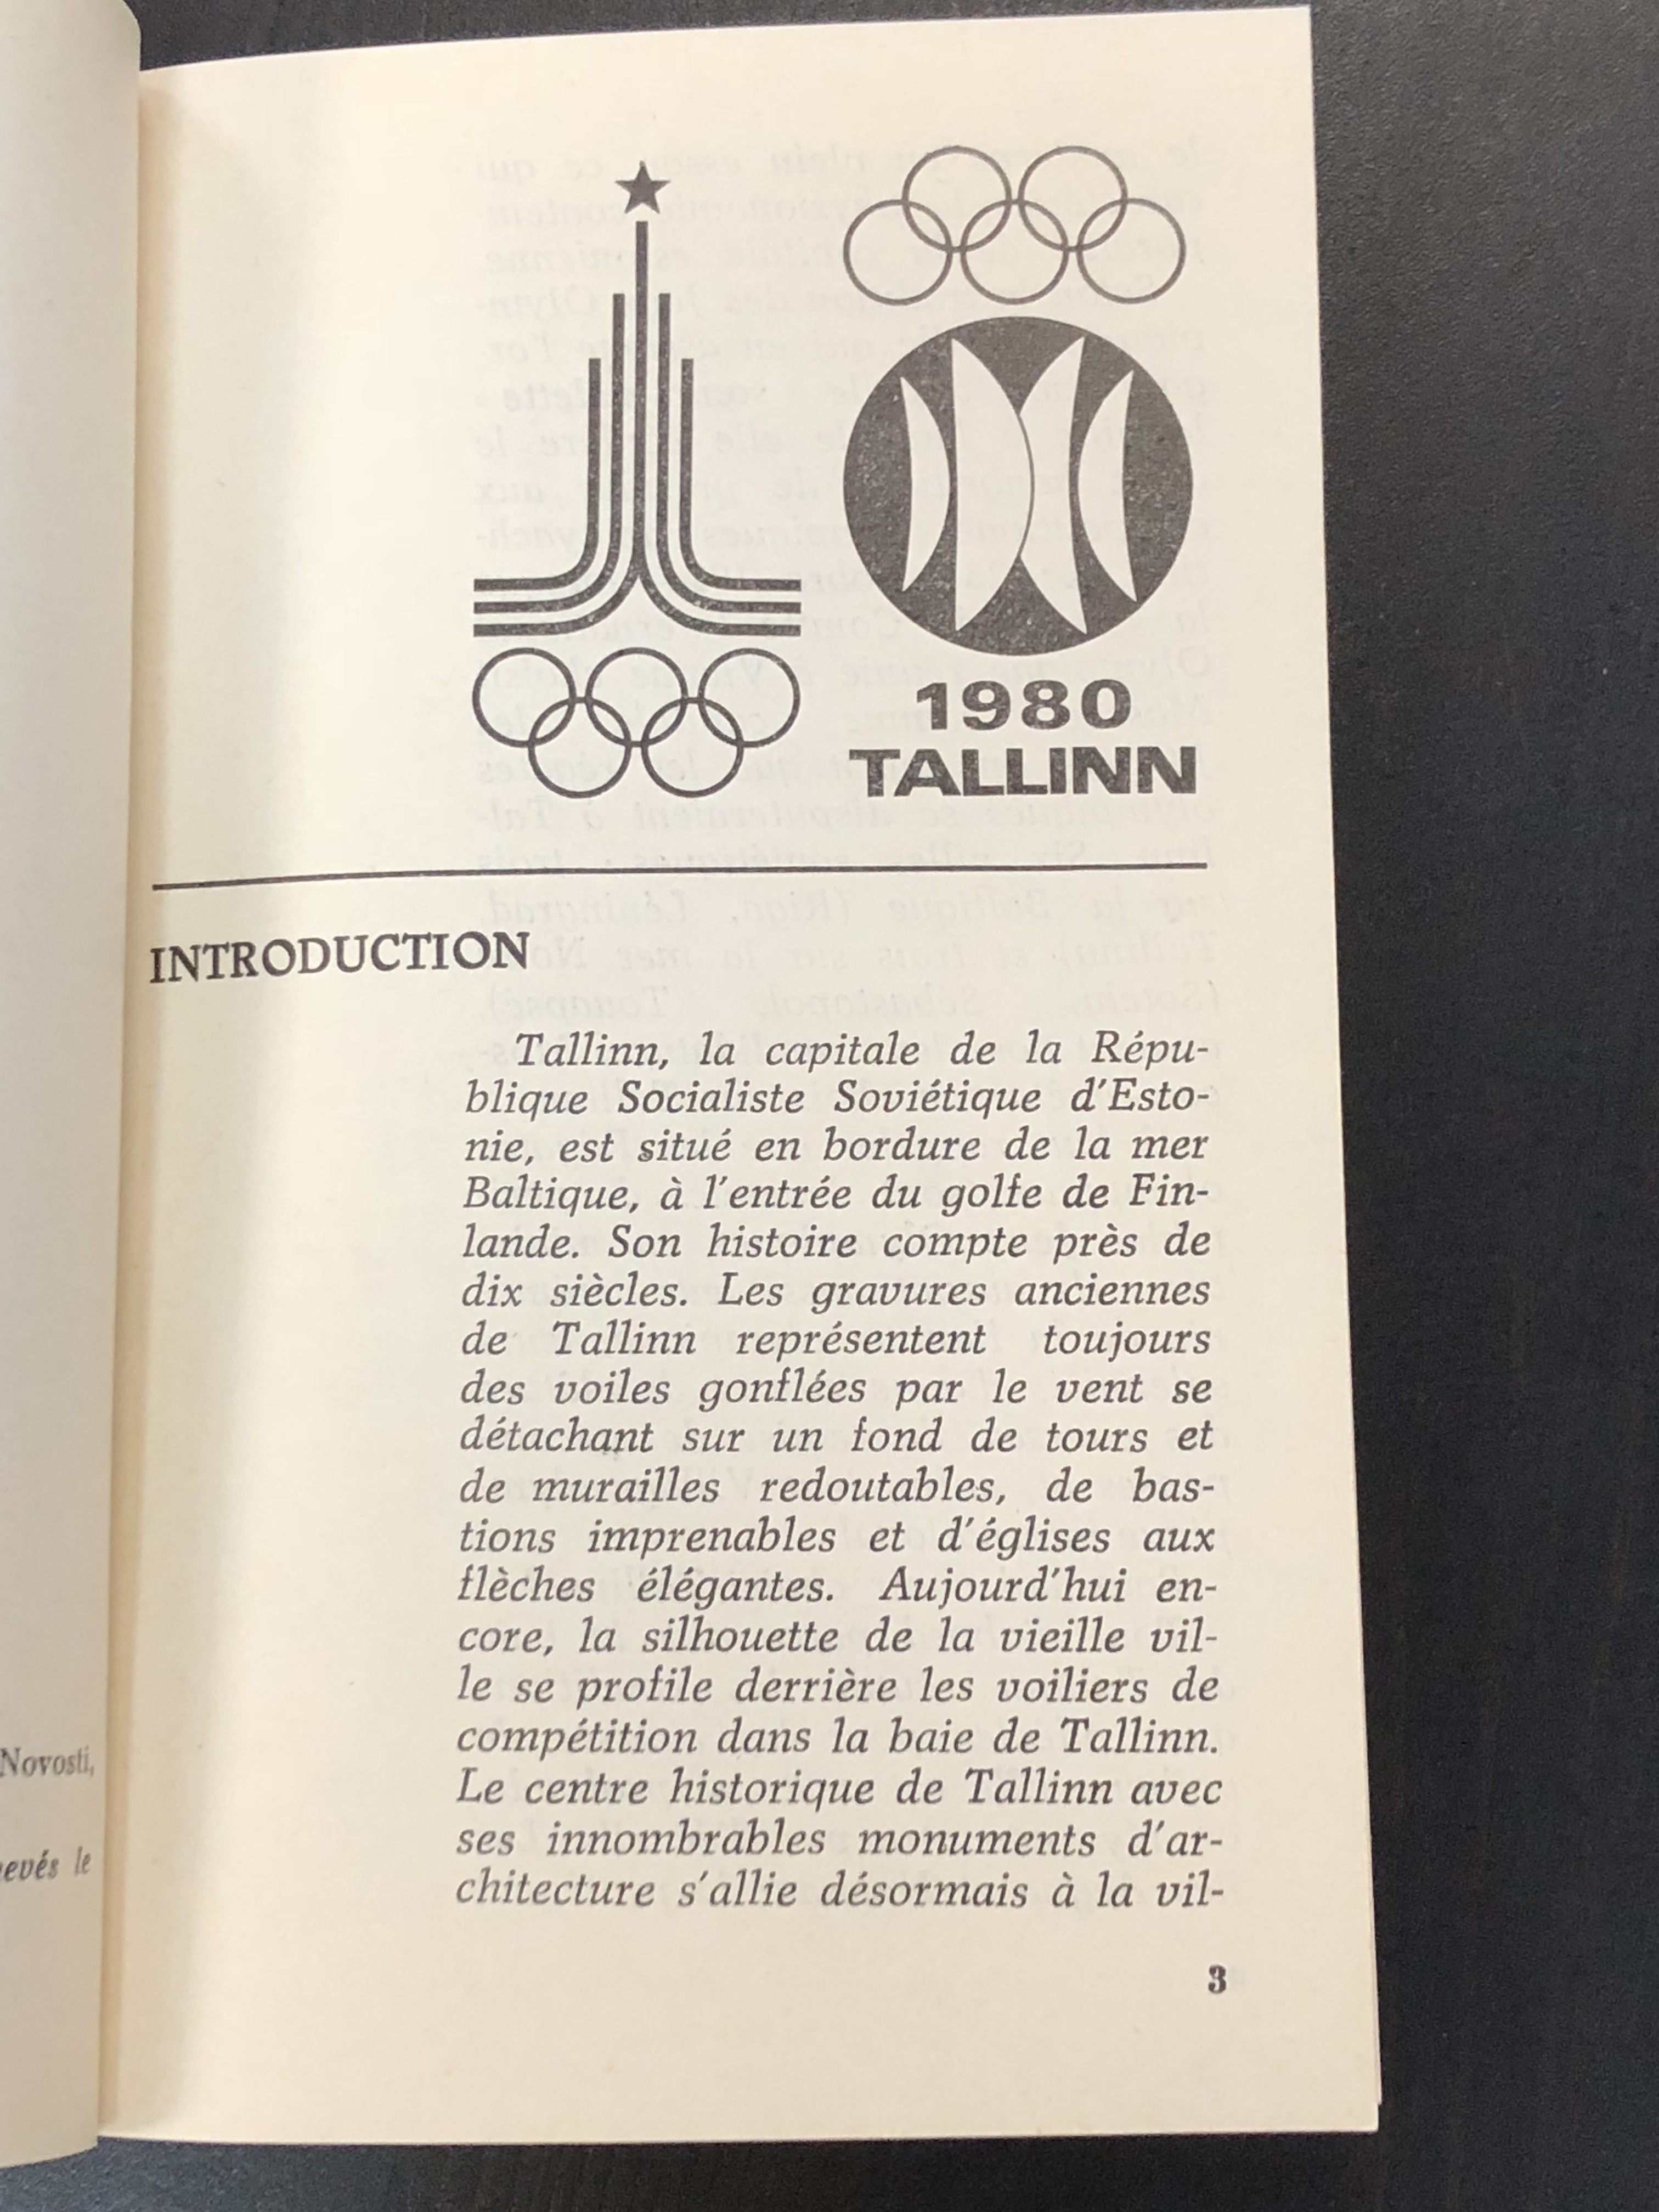 1980
TALLINN
INTRODUCTION
Tallinn, la capitale de la Répu-
blique Socialiste Soviétique d'Esto-
nie, est situé en bordure de la mer
Baltique, à l'entrée du golfe de Fin-
lande. Son histoire compte près de
dix siècles. Les gravures anciennes
de Tallinn représentent toujours
des voiles gonflées par le vent se
détachant sur un fond de tours et
de murailles redoutables, de bas-
tions imprenables et d'églises aux
flèches élégantes. Aujourd'hui en-
core, la silhouette de la vieille vil-
le se profile derrière les voiliers de
compétition dans la baie de Tallinn.
Le centre historique de Tallinn avec
ses innombrables monuments d'ar-
chitecture s'allie désormais à la vil-
3
Novosti,
le